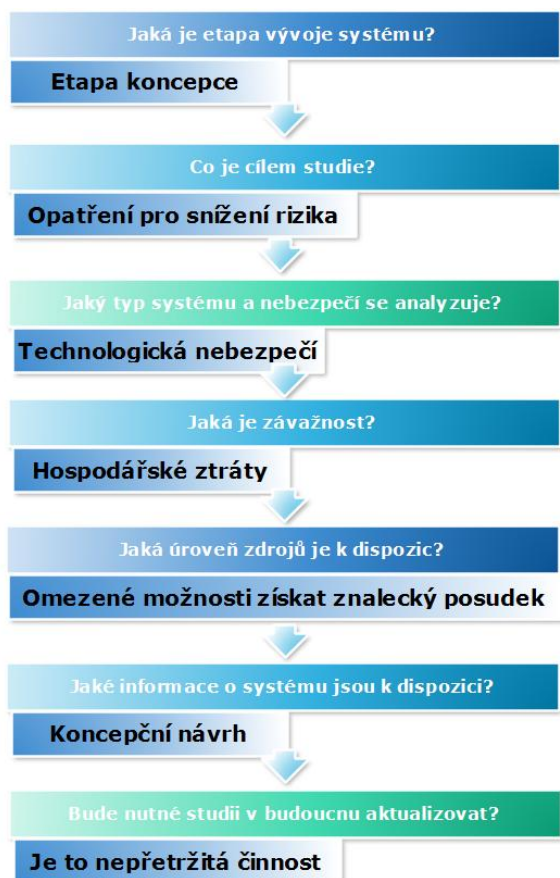 Jaká je etapa vývoje systému?
Etapa koncepce
Co je cílem studie?
Opatření pro snížení rizika
Jaký typ systému a nebezpečí se analyzuje?
Technologická nebezpečí
Jaká je závažnost?
Hospodářské ztráty
Jaká úroveň zdrojů je k dispozic?
Omezené možnosti získat znalecký posudek
Jaké informace o systému jsou k dispozici?
Koncepční návrh
Bude nutné studii v budoucnu aktualizovat?
Je to nepřetržitá činnost